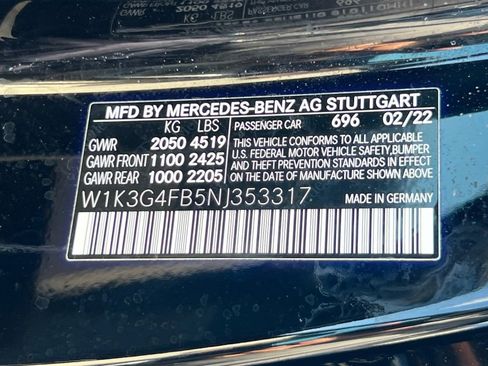 MFD BY MERCEDES-BENZ AG STUTTGART
KG LBS PASSENGER CAR 696 02/22
GVWR 2050 4519 THIS VEHICLE CONFORMS TO ALL APPLICABLE
GAWR FRONT 1100 2425 U.S. FEDERAL MOTOR VEHICLE SAFETY, BUMPER
GAWR REAR 1000 2205 AND THEFT PREVENTION STANDARDS IN EFFECT
ON THE DATE OF MANUFACTURE SHOWN ABOVE.
W1K3G4FB5NJ353317 MADE IN GERMANY